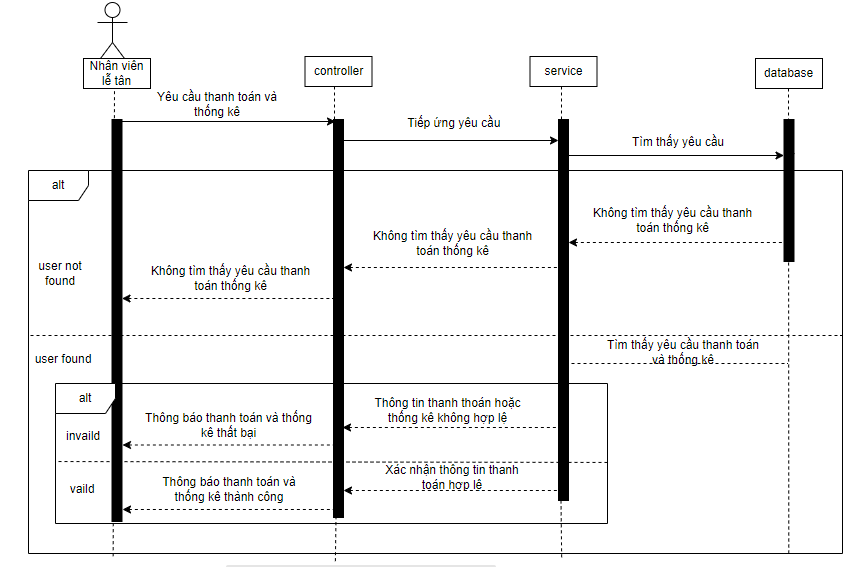 Nhân viên
lễ tân
controller
service
database
Yêu cầu thanh toán và
thống kê
Tiếp ứng yêu cầu
Tìm thấy yêu cầu
alt
Không tìm thấy yêu cầu thanh
toán thống kê
Không tìm thấy yêu cầu thanh
toán thống kê
user not
found
Không tìm thấy yêu cầu thanh
toán thống kê
user found
Tìm thấy yêu cầu thanh toán
và thống kê
alt
Thông tin thanh thoán hoặc
thống kê không hợp lệ
Thông báo thanh toán và thống
kê thất bại
invaild
Xác nhận thông tin thanh
toán hợp lệ
vaild
Thông báo thanh toán và
thống kê thành công